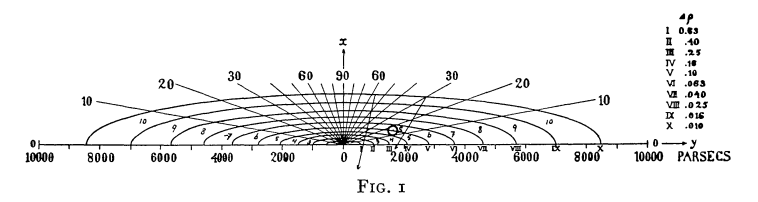 Δρ
I 0.63
II .40
III .25
IV .16
V .10
VI .063
VII .040
VIII .025
IX .016
X .010
x
30 60 90 60 30
20 20
10 10
10 9 8 7 6 5 4 6 7 8 9 10
0 0 y
I II III IV V VI VII VIII IX X
10000 8000 6000 4000 2000 0 2000 4000 6000 8000 10000 PARSECS
FIG. I